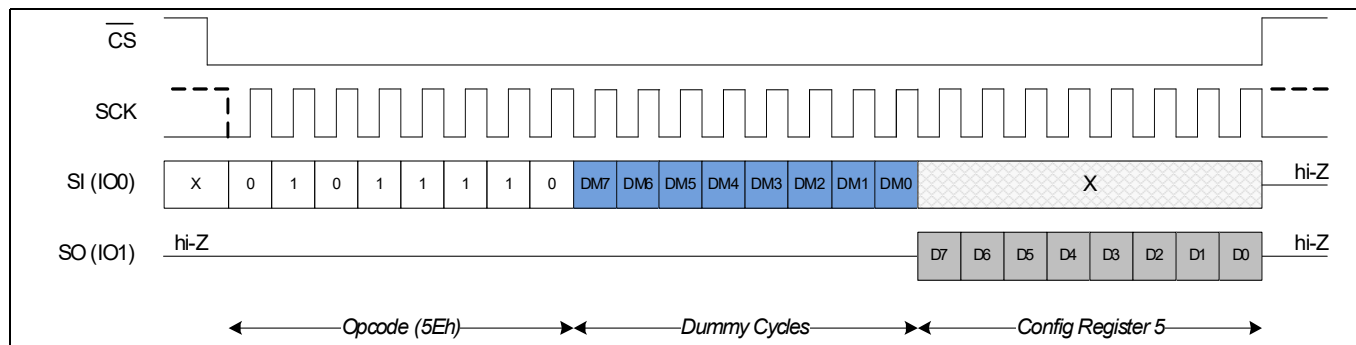 CS
SCK
SI (IO0) X 0 1 0 1 1 1 1 0 DM7 DM6 DM5 DM4 DM3 DM2 DM1 DM0 X hi-Z
SO (IO1) hi-Z D7 D6 D5 D4 D3 D2 D1 D0 hi-Z
Opcode (5Eh) Dummy Cycles Config Register 5